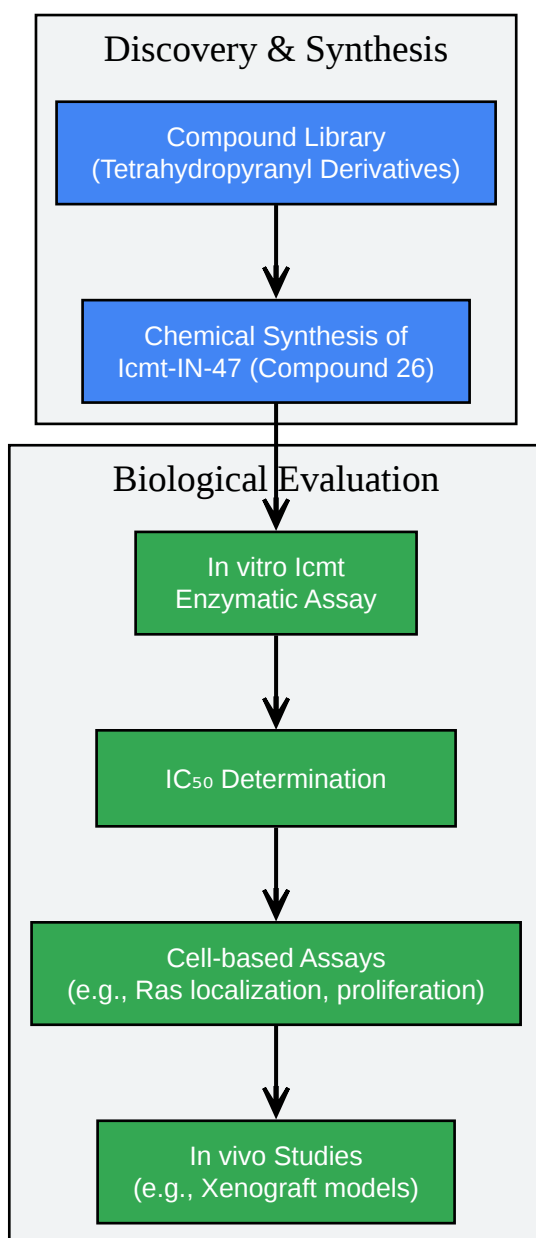 Discovery & Synthesis
Compound Library
(Tetrahydropyranyl Derivatives)
Chemical Synthesis of
Icmt-IN-47 (Compound 26)
Biological Evaluation
In vitro Icmt
Enzymatic Assay
IC₅₀ Determination
Cell-based Assays
(e.g., Ras localization, proliferation)
In vivo Studies
(e.g., Xenograft models)